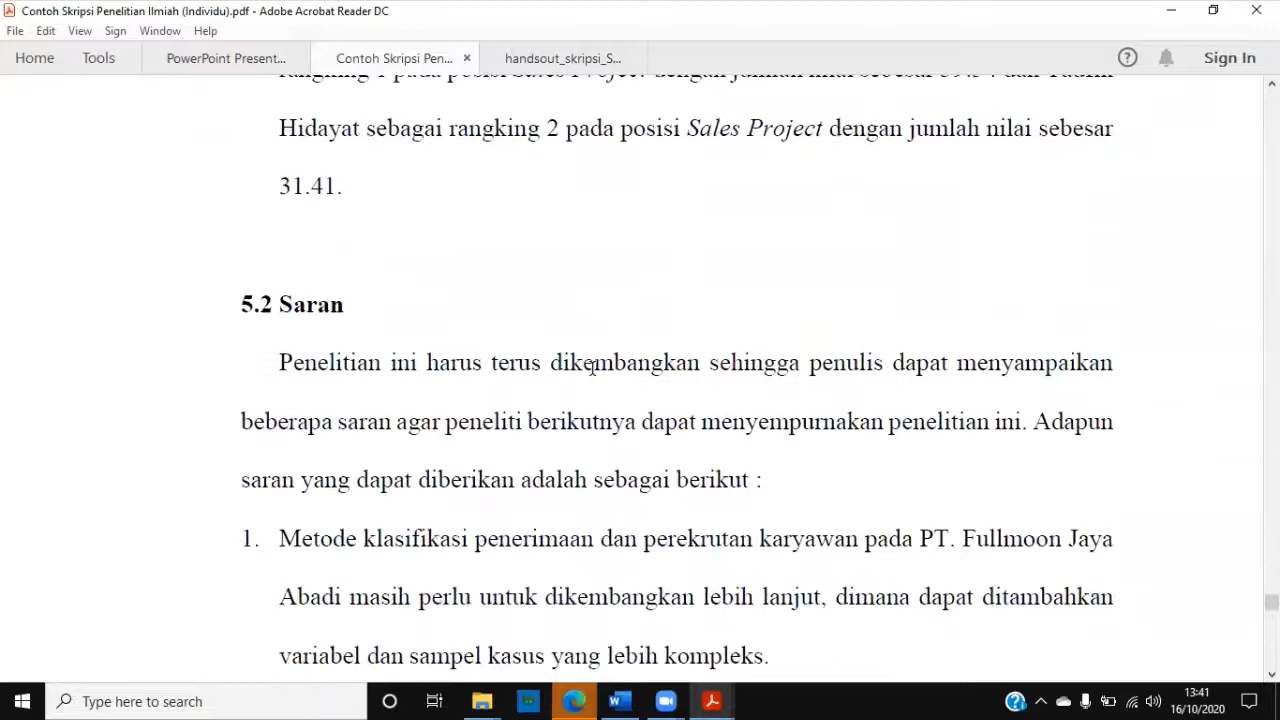 Contoh Skripsi Penelitian Ilmiah (Individu).pdf - Adobe Acrobat Reader DC
File Edit View Sign Window Help
Home Tools PowerPoint Present... Contoh Skripsi Pen... × handsout_skripsi_S... Sign In
Hidayat sebagai rangking 2 pada posisi Sales Project dengan jumlah nilai sebesar
31.41.
5.2 Saran
Penelitian ini harus terus dikembangkan sehingga penulis dapat menyampaikan
beberapa saran agar peneliti berikutnya dapat menyempurnakan penelitian ini. Adapun
saran yang dapat diberikan adalah sebagai berikut :
1. Metode klasifikasi penerimaan dan perekrutan karyawan pada PT. Fullmoon Jaya
Abadi masih perlu untuk dikembangkan lebih lanjut, dimana dapat ditambahkan
variabel dan sampel kasus yang lebih kompleks.
Type here to search
13:41
16/10/2020